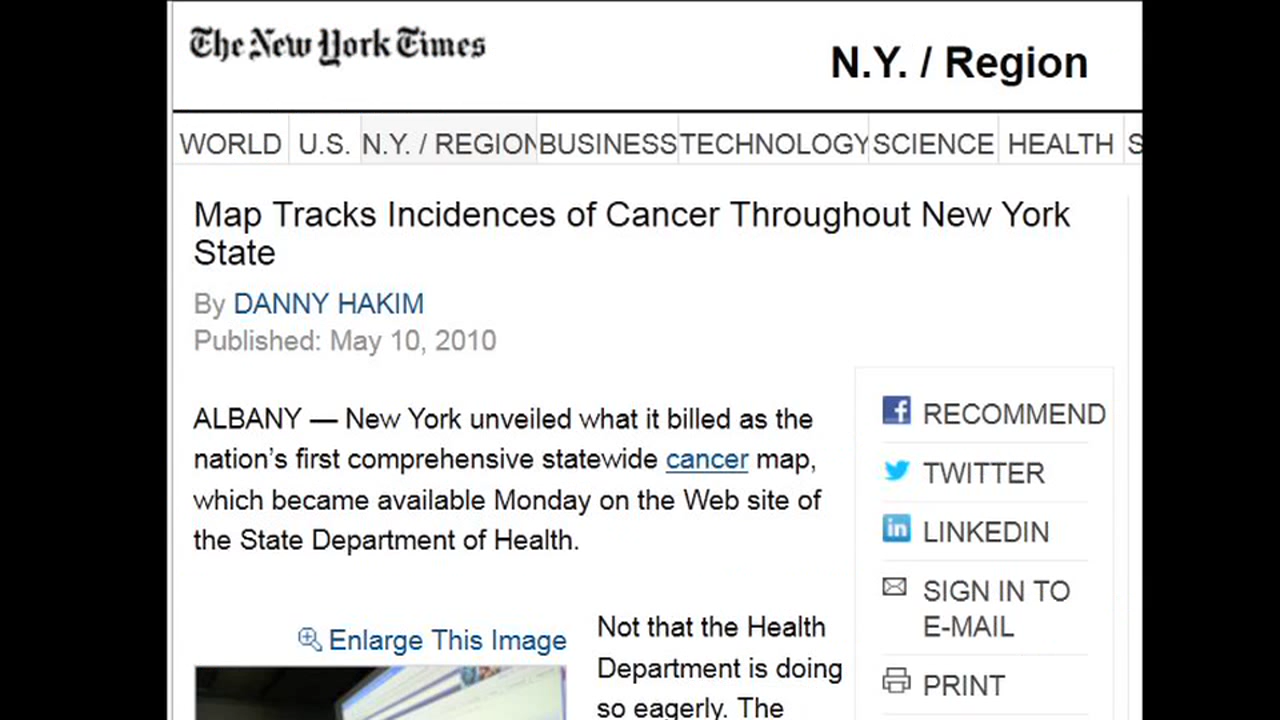 The New York Times
N.Y. / Region
WORLD U.S. N.Y. / REGION BUSINESS TECHNOLOGY SCIENCE HEALTH S
Map Tracks Incidences of Cancer Throughout New York
State
By DANNY HAKIM
Published: May 10, 2010
ALBANY — New York unveiled what it billed as the
nation’s first comprehensive statewide cancer map,
which became available Monday on the Web site of
the State Department of Health.
Enlarge This Image
Not that the Health
Department is doing
so eagerly. The
RECOMMEND
TWITTER
LINKEDIN
SIGN IN TO
E-MAIL
PRINT